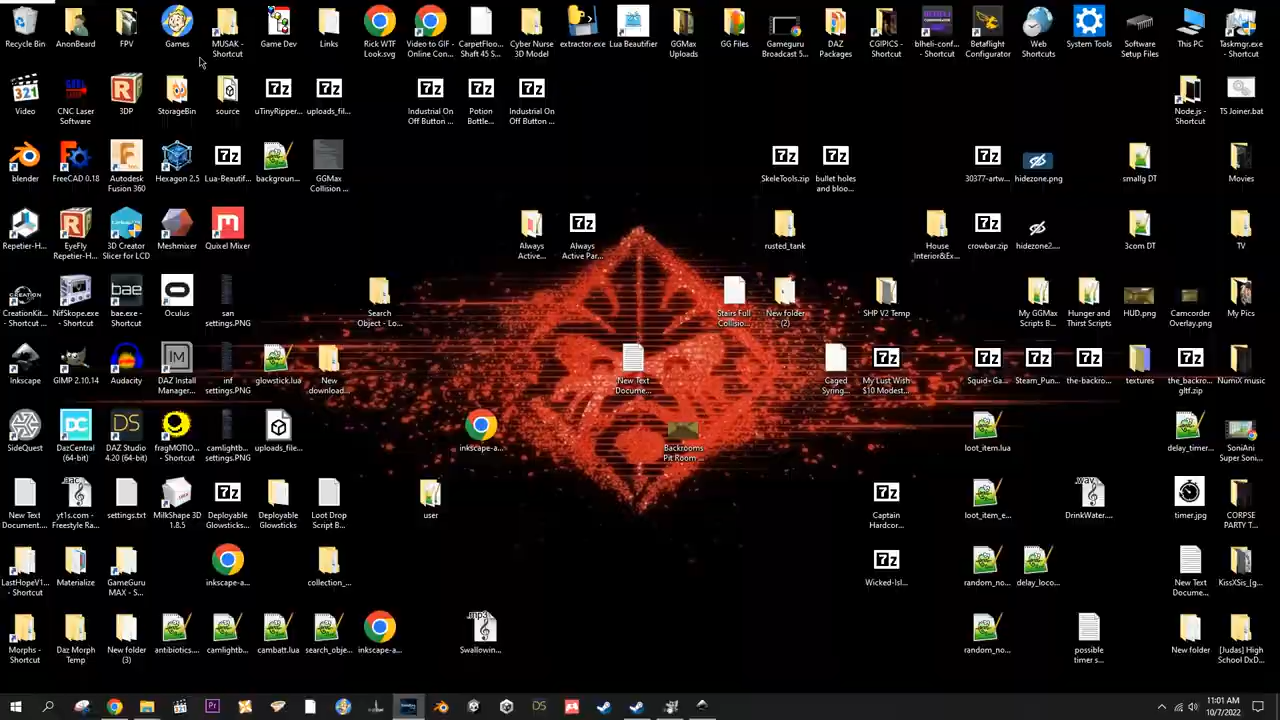 Recycle Bin
AnonBeard
FPV
Games
MUSAK -
Shortcut
Game Dev
Links
Rick WTF
Look.svg
Video to GIF -
Online Con...
CarpetFloo...
Shaft 45 S...
Cyber Nurse
3D Model
extractor.exe
Lua Beautifier
GGMax
Uploads
GG Files
Gameguru
Broadcast 5...
DAZ
Packages
CGIPICS -
Shortcut
blheli-conf...
- Shortcut
Betaflight
Configurator
Web
Shortcuts
System Tools
Software
Setup Files
This PC
Taskmgr.exe
- Shortcut
Video
CNC Laser
Software
3DP
StorageBin
source
uTinyRipper...
uploads_fil...
Industrial On
Off Button ...
Potion
Bottle...
Industrial On
Off Button ...
Node.js -
Shortcut
TS Joiner.bat
blender
FreeCAD 0.18
Autodesk
Fusion 360
Hexagon 2.5
Lua-Beautif...
backgroun...
GGMax
Collision ...
SkeleTools.zip
bullet holes
and bloo...
30377-artw...
hidezone.png
smallg DT
Movies
Repetier-H...
EyeFly
Repetier-H...
3D Creator
Slicer for LCD
Meshmixer
Quixel Mixer
Always
Active...
Always
Active Par...
rusted_tank
House
Interior&Ex...
crowbar.zip
hidezone2....
3com DT
TV
CreationKit...
- Shortcut ...
NifSkope.exe
- Shortcut
bae.exe -
Shortcut
Oculus
san
settings.PNG
Search
Object - Lo...
Stairs Full
Collisio...
New folder
(2)
SHP V2 Temp
My GGMax
Scripts B...
Hunger and
Thirst Scripts
HUD.png
Camcorder
Overlay.png
My Pics
Inkscape
GIMP 2.10.14
Audacity
DAZ Install
Manager...
inf
settings.PNG
glowstick.lua
New
download...
New Text
Docume...
Caged
Syring...
My Lust Wish
$10 Modest...
Squid+Ga...
Steam_Pun...
the-backro...
textures
the_backro...
gltf.zip
NumiX music
SideQuest
DazCentral
(64-bit)
DAZ Studio
4.20 (64-bit)
fragMOTIO...
- Shortcut
camlightb...
settings.PNG
uploads_fil...
inkscape-a...
Backrooms
Pit Room ...
loot_item.lua
delay_timer...
SoniAni
Super Soni...
New Text
Document...
yt1s.com -
Freestyle Ra...
settings.txt
MilkShape 3D
1.8.5
Deployable
Glowsticks...
Deployable
Glowsticks
Loot Drop
Script B...
user
Captain
Hardcor...
loot_item_e...
DrinkWater....
timer.jpg
CORPSE
PARTY T...
LastHopeV1...
- Shortcut
Materialize
GameGuru
MAX - S...
inkscape-a...
collection_...
Wicked-Isl...
random_no...
delay_loco...
New Text
Docume...
KissXSis_[g...
Morphs -
Shortcut
Daz Morph
Temp
New folder
(3)
antibiotics....
camlightb...
cambatt.lua
search_obje...
inkscape-a...
Swallowin...
random_no...
possible
timer s...
New folder
[Judas] High
School DxD...
11:01 AM
10/7/2022